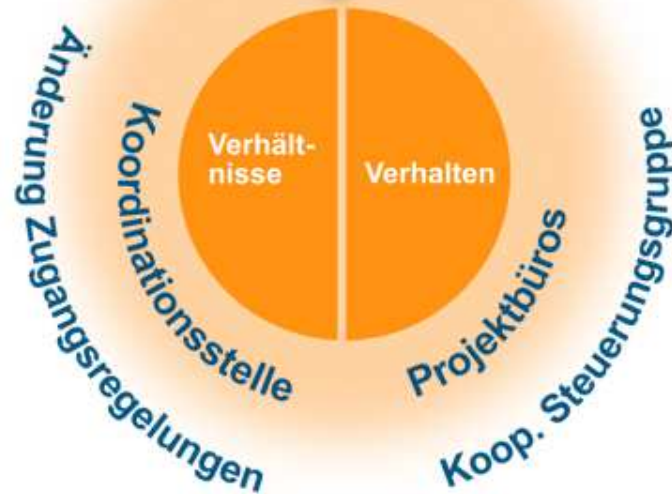 Änderung Zugangsregelungen
Koordinationsstelle
Verhält-
nisse
Verhalten
Projektbüros
Koop. Steuerungsgruppe